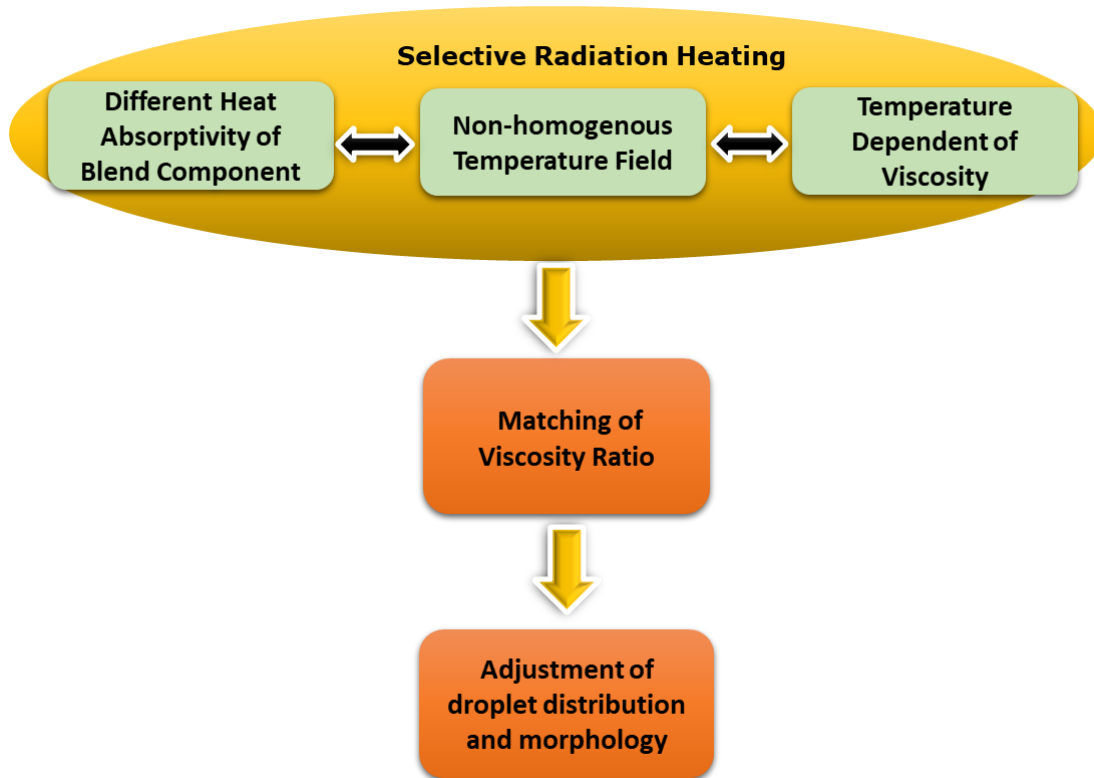 Selective Radiation Heating
Different Heat
Absorptivity of
Blend Component
Non-homogenous
Temperature Field
Temperature
Dependent of
Viscosity
Matching of
Viscosity Ratio
Adjustment of
droplet distribution
and morphology